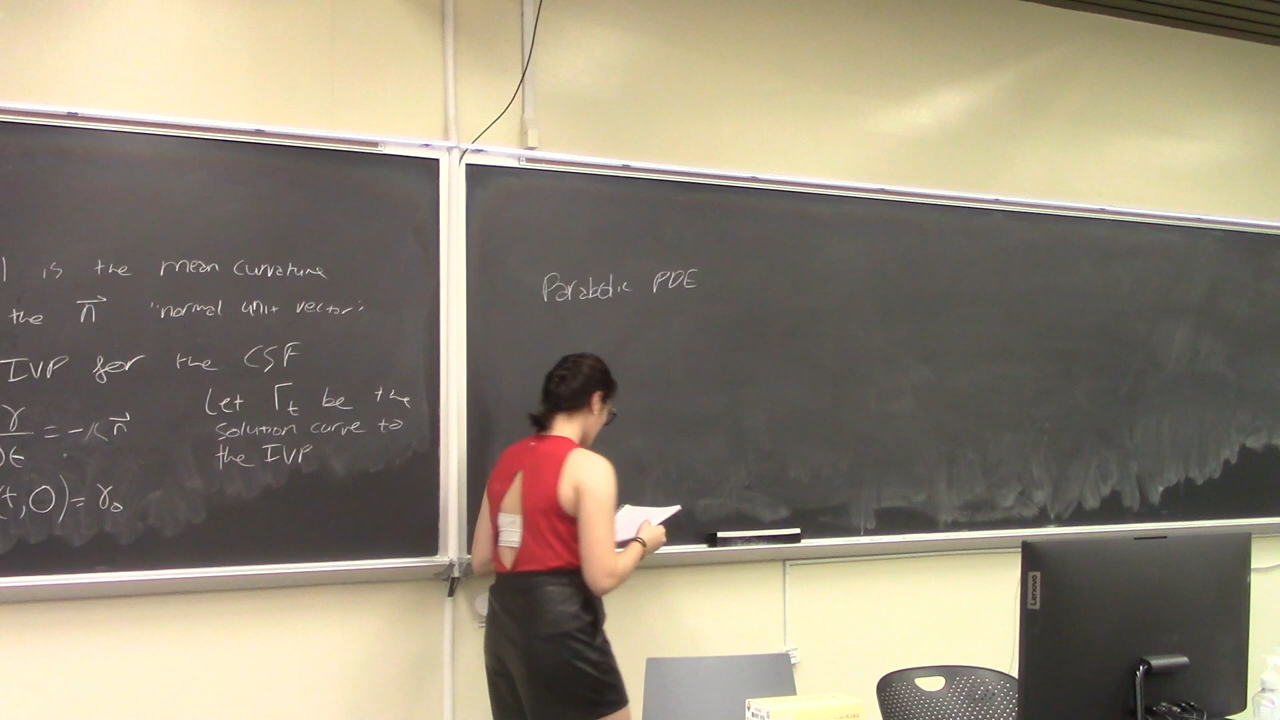 is the mean curvature
the n⃗ "normal unit vector"
IVP for the CSF
γ/∂t = -κn⃗
(t,0) = γ₀
Let Γt be the
solution curve to
the IVP
Parabolic PDE
Lenovo